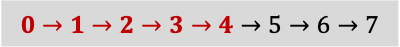 0 → 1 → 2 → 3 → 4 → 5 → 6 → 7